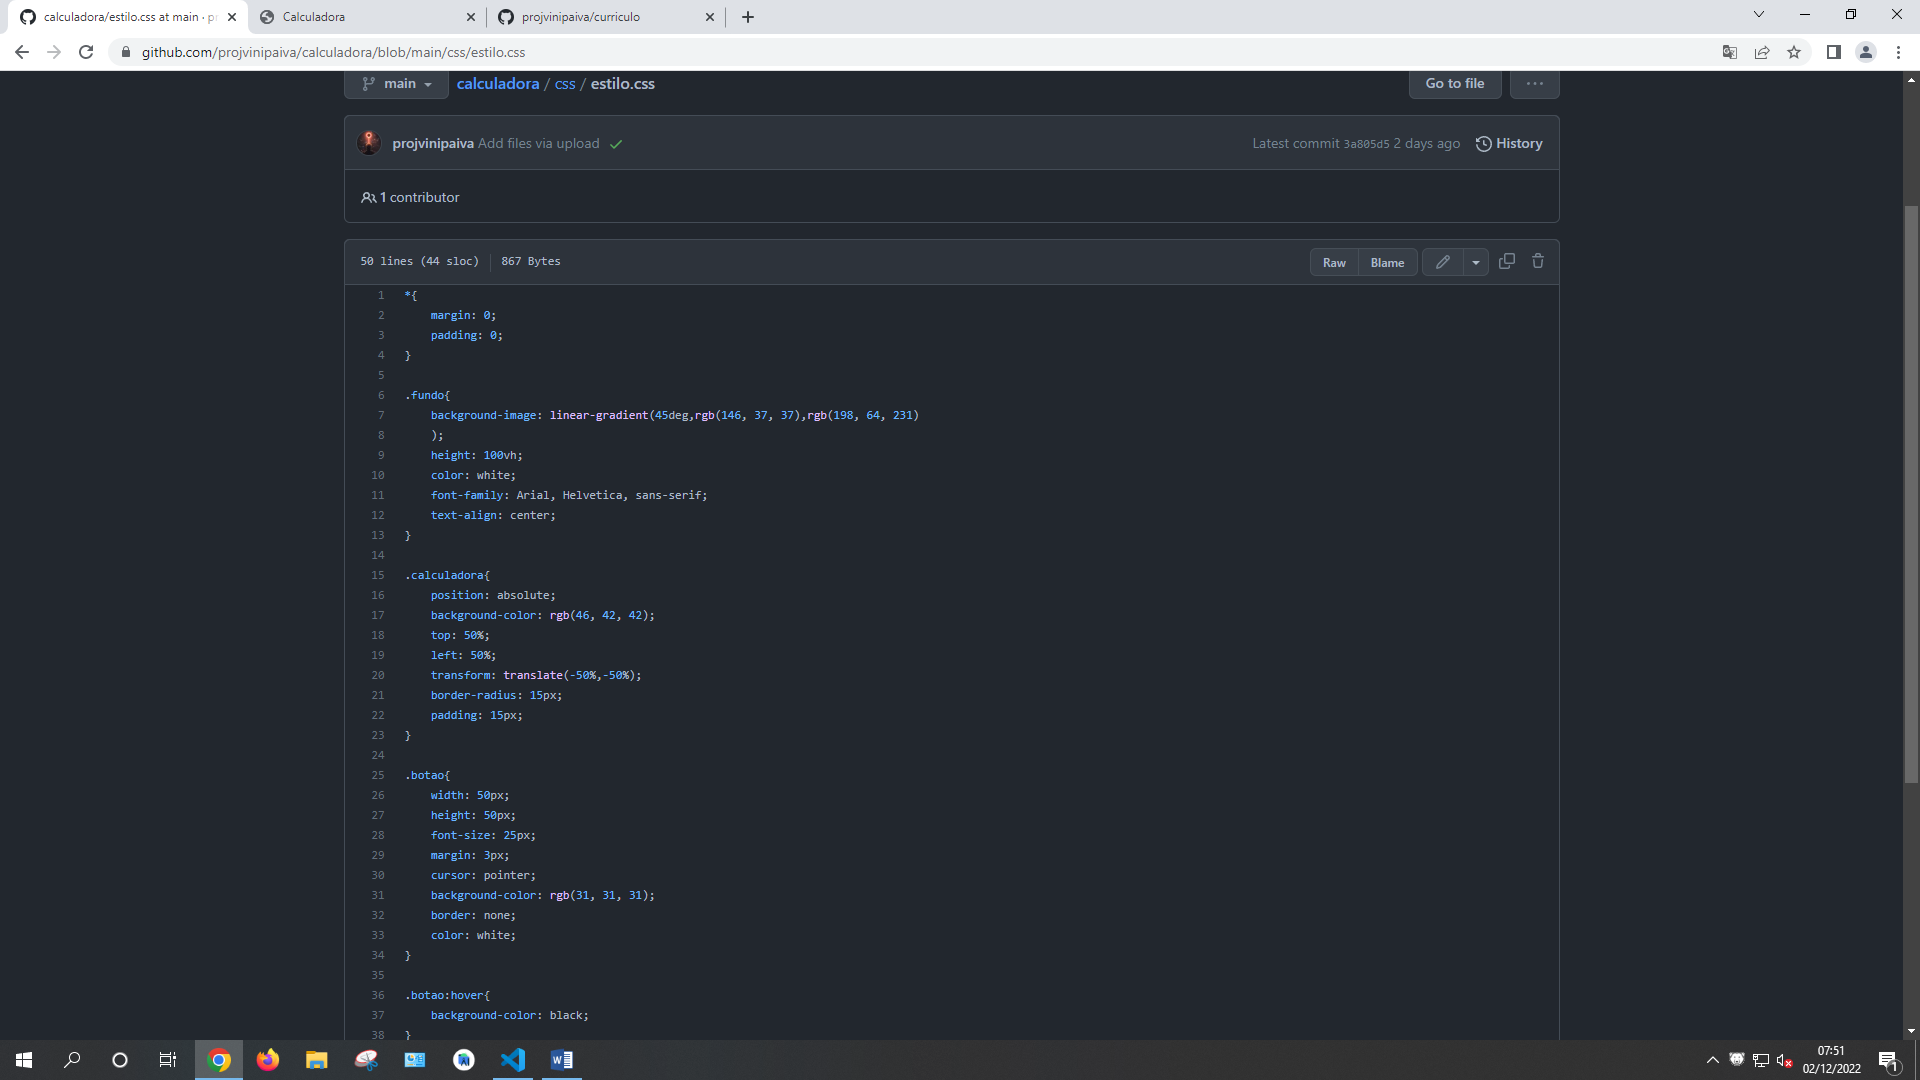 calculadora/estilo.css at main · pr
Calculadora
projvinipaiva/curriculo
github.com/projvinipaiva/calculadora/blob/main/css/estilo.css
main
calculadora / css / estilo.css
Go to file
projvinipaiva Add files via upload
Latest commit 3a805d5 2 days ago
History
1 contributor
50 lines (44 sloc)
867 Bytes
Raw
Blame
1 *{
2 margin: 0;
3 padding: 0;
4 }
5
6 .fundo{
7 background-image: linear-gradient(45deg,rgb(146, 37, 37),rgb(198, 64, 231)
8 );
9 height: 100vh;
10 color: white;
11 font-family: Arial, Helvetica, sans-serif;
12 text-align: center;
13 }
14
15 .calculadora{
16 position: absolute;
17 background-color: rgb(46, 42, 42);
18 top: 50%;
19 left: 50%;
20 transform: translate(-50%,-50%);
21 border-radius: 15px;
22 padding: 15px;
23 }
24
25 .botao{
26 width: 50px;
27 height: 50px;
28 font-size: 25px;
29 margin: 3px;
30 cursor: pointer;
31 background-color: rgb(31, 31, 31);
32 border: none;
33 color: white;
34 }
35
36 .botao:hover{
37 background-color: black;
38 }
07:51
02/12/2022
1